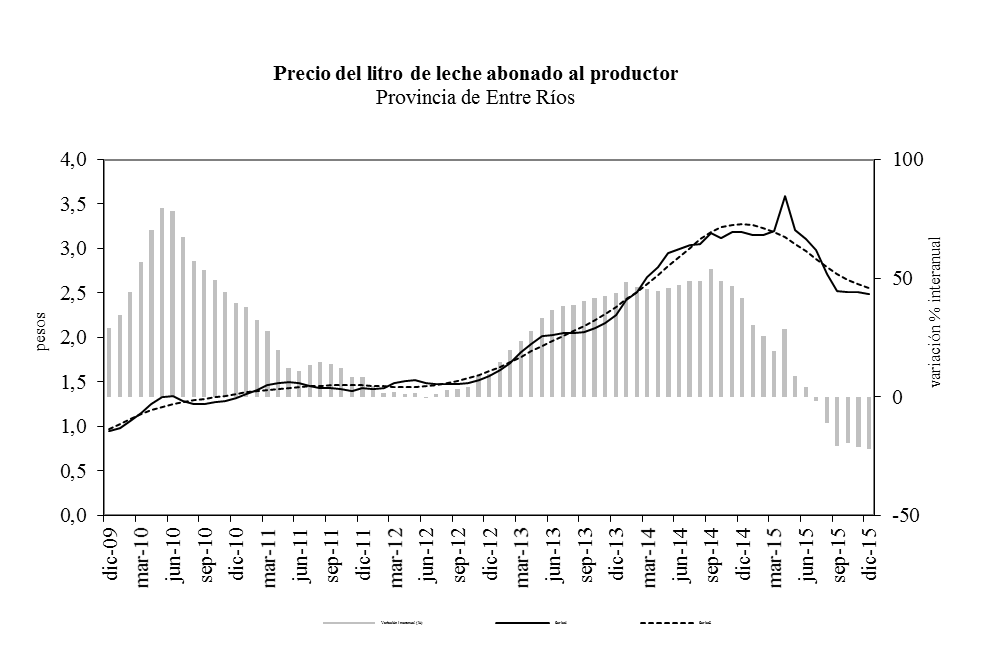 Precio del litro de leche abonado al productor
Provincia de Entre Ríos
4,0
3,5
3,0
2,5
2,0
1,5
1,0
0,5
0,0
pesos
100
50
0
-50
variación % interanual
dic-09
mar-10
jun-10
sep-10
dic-10
mar-11
jun-11
sep-11
dic-11
mar-12
jun-12
sep-12
dic-12
mar-13
jun-13
sep-13
dic-13
mar-14
jun-14
sep-14
dic-14
mar-15
jun-15
sep-15
dic-15